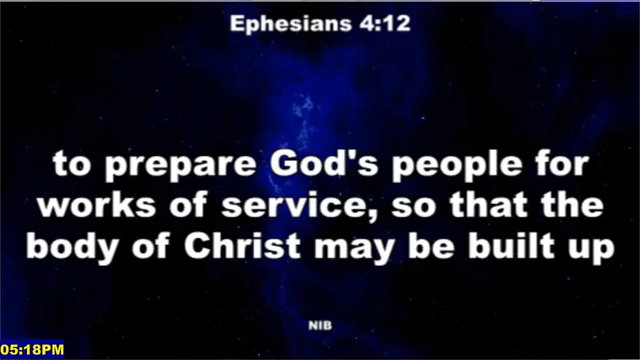 Ephesians 4:12
to prepare God's people for
works of service, so that the
body of Christ may be built up
NIB
05:18PM